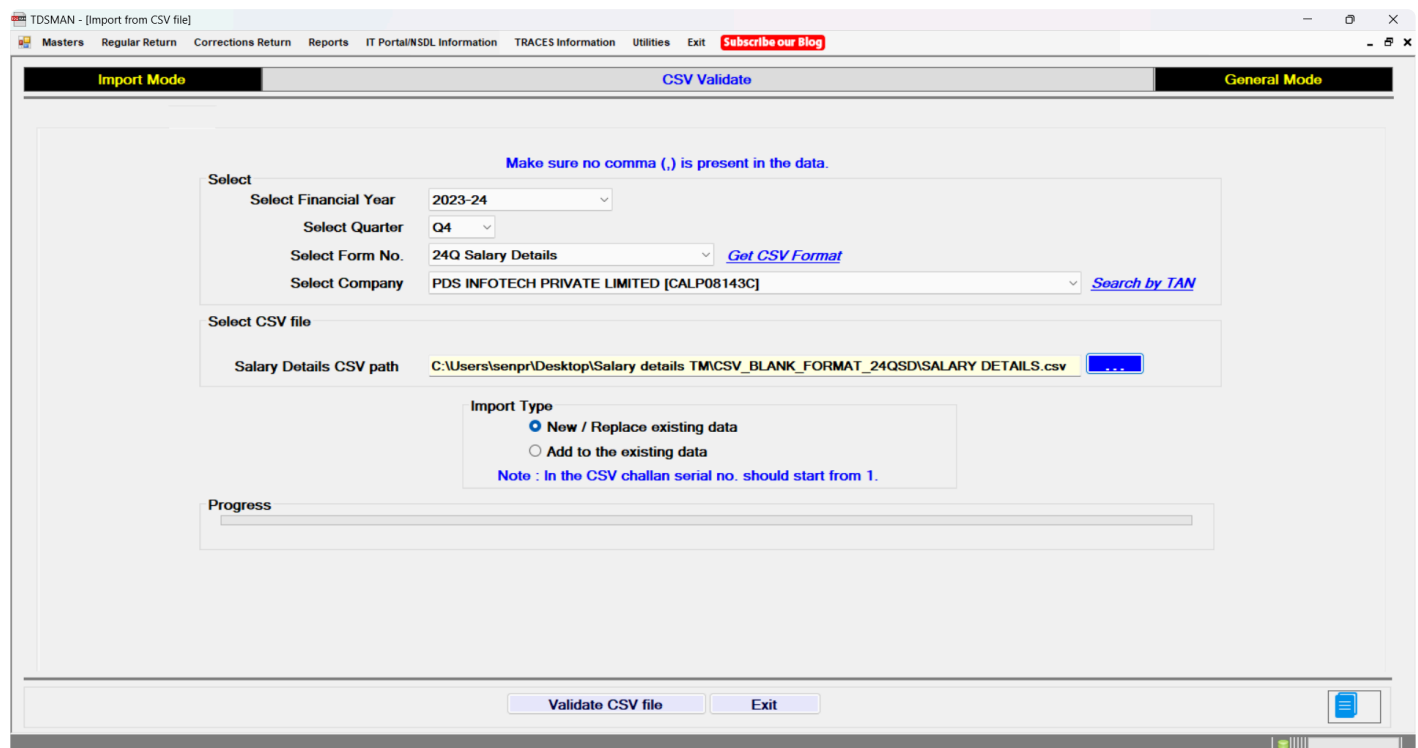 TDSMAN - [Import from CSV file]
Masters Regular Return Corrections Return Reports IT Portal/NSDL Information TRACES Information Utilities Exit Subscribe our Blog
Import Mode CSV Validate General Mode
Make sure no comma (,) is present in the data.
Select
Select Financial Year 2023-24
Select Quarter Q4
Select Form No. 24Q Salary Details Get CSV Format
Select Company PDS INFOTECH PRIVATE LIMITED [CALP08143C] Search by TAN
Select CSV file
Salary Details CSV path C:\Users\senpr\Desktop\Salary details TM\CSV_BLANK_FORMAT_24QSD\SALARY DETAILS.csv ...
Import Type
New / Replace existing data
Add to the existing data
Note : In the CSV challan serial no. should start from 1.
Progress
Validate CSV file Exit